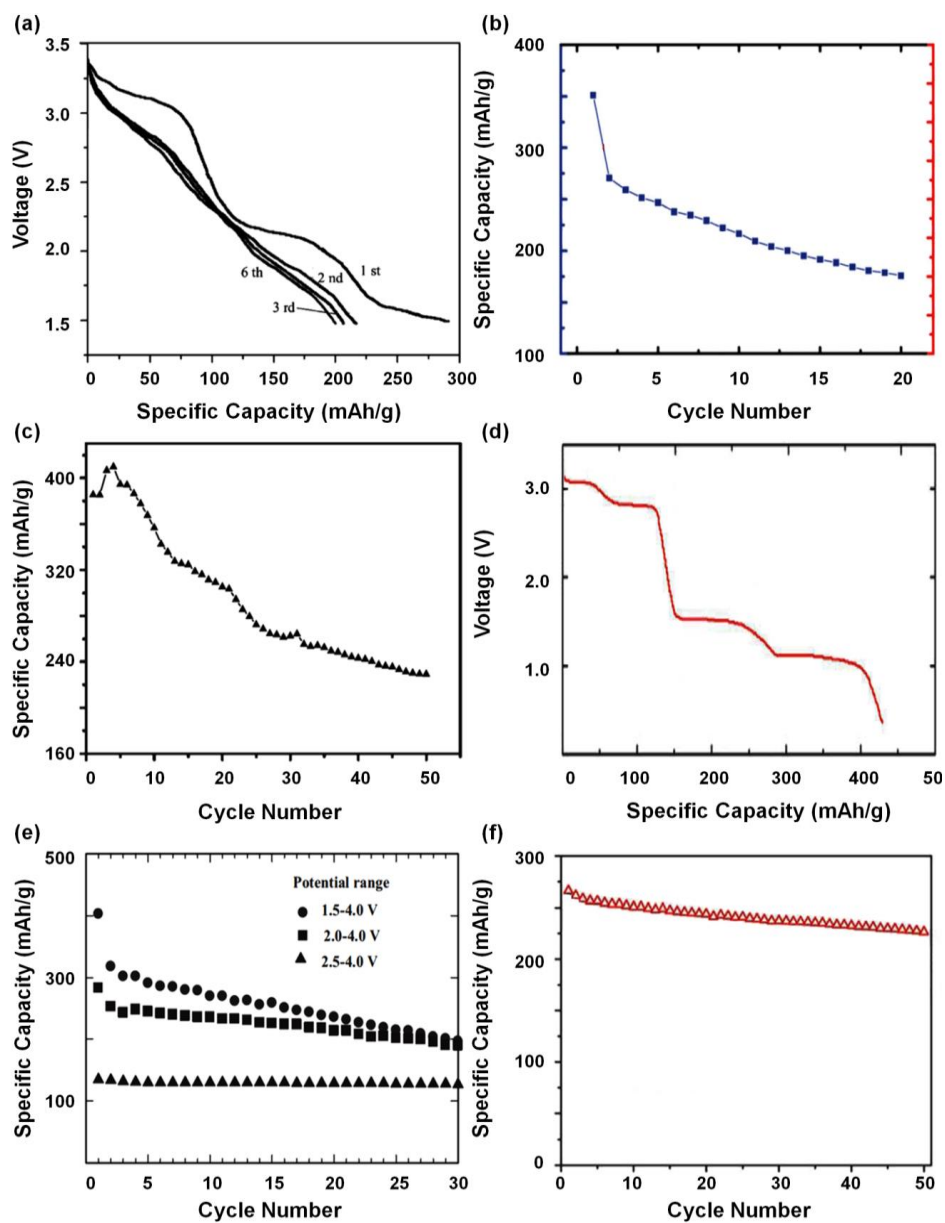 (a)
3.5
3.0
2.5
2.0
1.5
Voltage (V)
1 st
2 nd
6 th
3 rd
0 50 100 150 200 250 300
Specific Capacity (mAh/g)
(b)
400
300
200
100
Specific Capacity (mAh/g)
0 5 10 15 20
Cycle Number
(c)
400
320
240
160
Specific Capacity (mAh/g)
0 10 20 30 40 50
Cycle Number
(d)
3.0
2.0
1.0
Voltage (V)
0 100 200 300 400 50
Specific Capacity (mAh/g)
(e)
500
300
100
Specific Capacity (mAh/g)
Potential range
1.5-4.0 V
2.0-4.0 V
2.5-4.0 V
0 5 10 15 20 25 30
Cycle Number
(f)
300
200
100
0
Specific Capacity (mAh/g)
0 10 20 30 40 50
Cycle Number